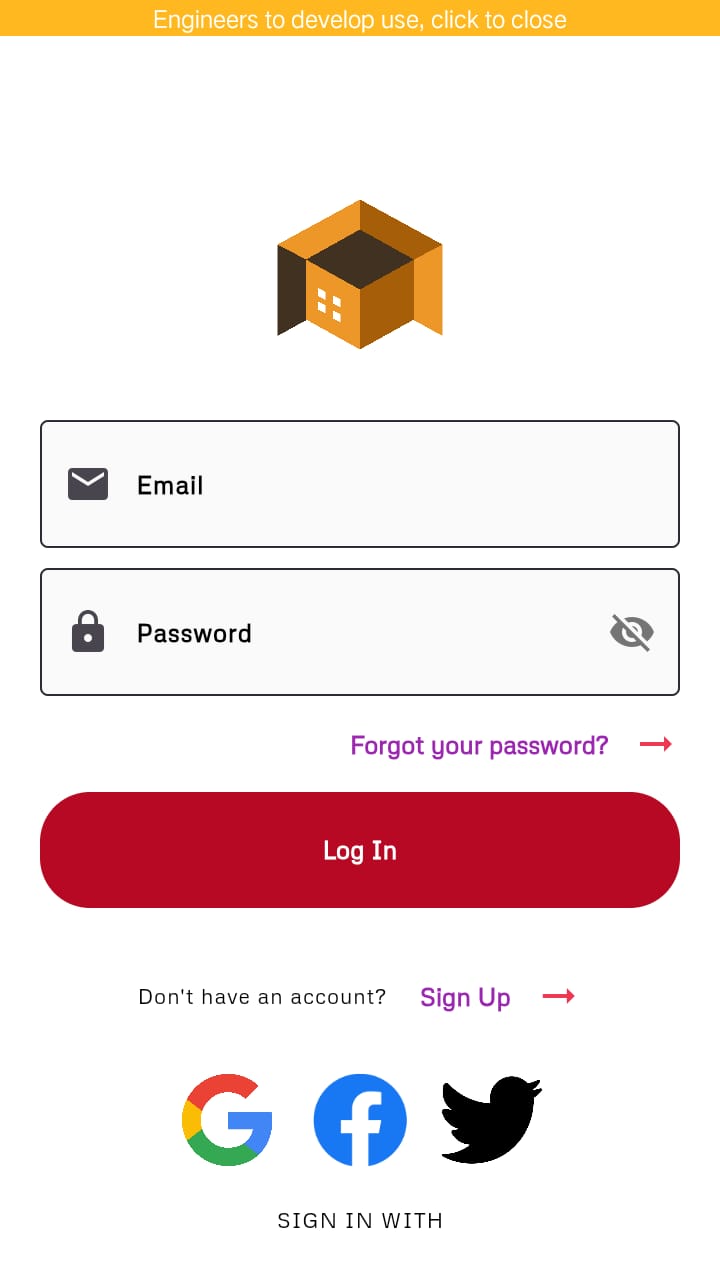 Engineers to develop use, click to close
Email
Password
Forgot your password?
Log In
Don't have an account? Sign Up
SIGN IN WITH